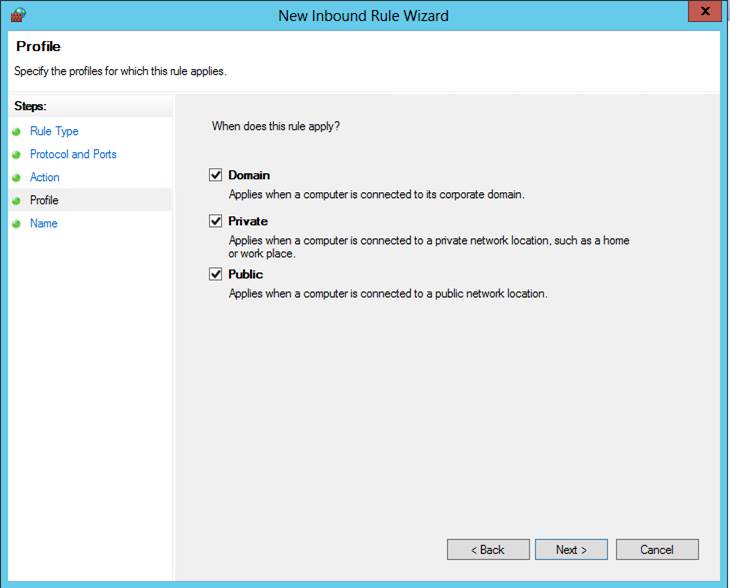 New Inbound Rule Wizard
x
Profile
Specify the profiles for which this rule applies.
Steps:
Rule Type
Protocol and Ports
Action
Profile
Name
When does this rule apply?
Domain
Applies when a computer is connected to its corporate domain.
Private
Applies when a computer is connected to a private network location, such as a home
or work place.
Public
Applies when a computer is connected to a public network location.
< Back
Next >
Cancel